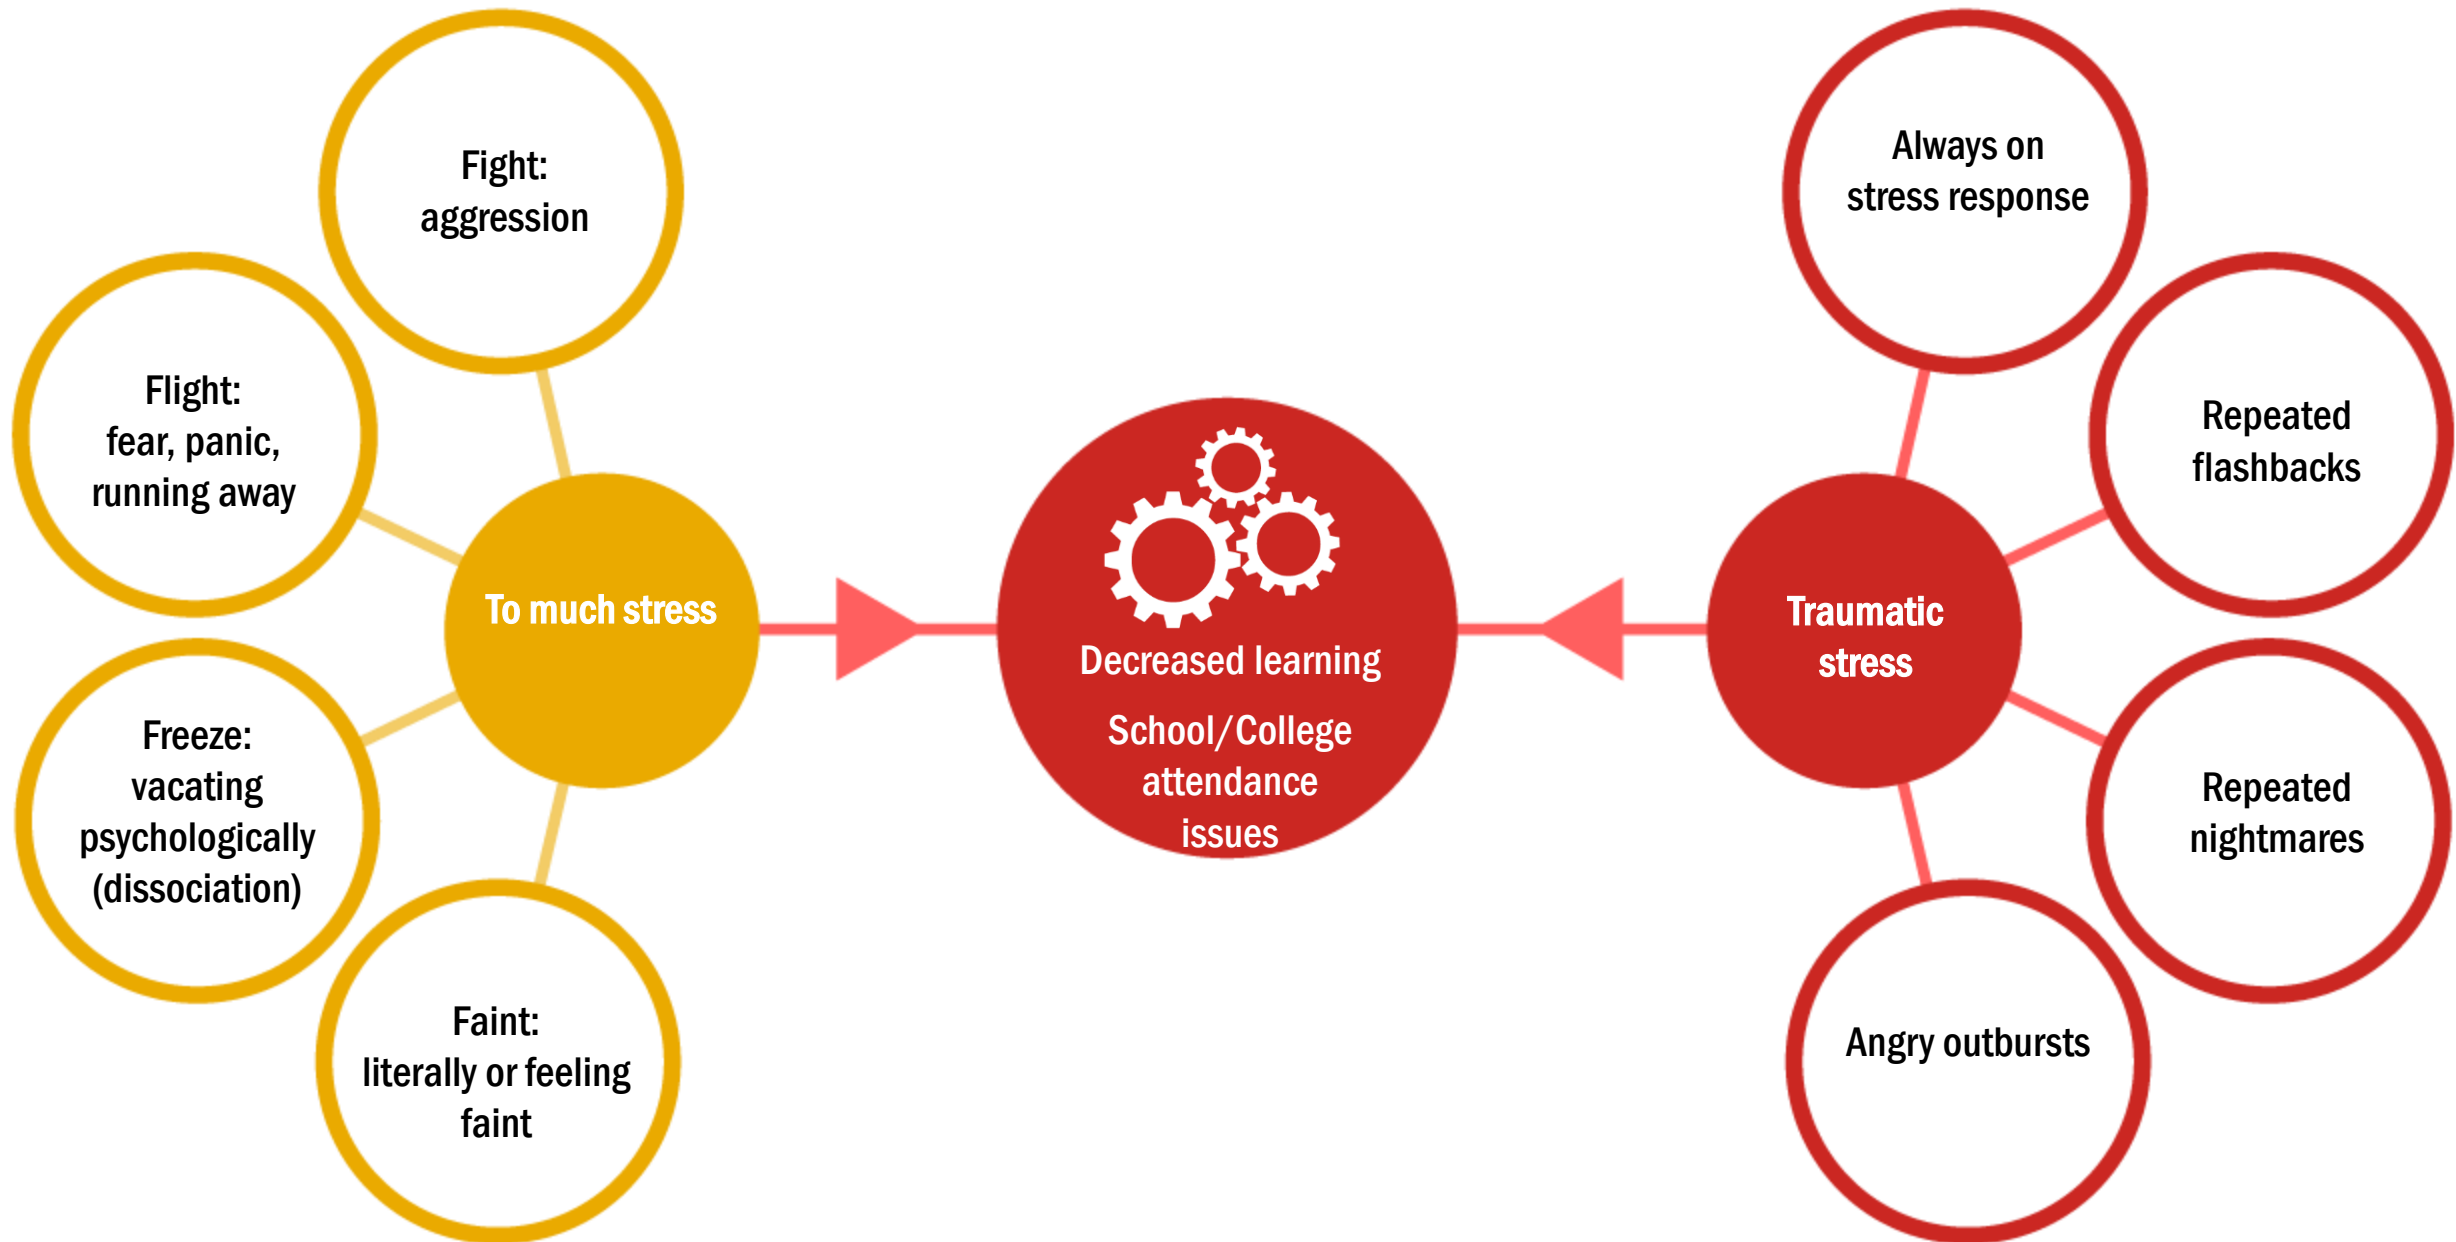 Fight:
aggression
Flight:
fear, panic,
running away
To much stress
Freeze:
vacating
psychologically
(dissociation)
Faint:
literally or feeling
faint
Decreased learning
School/College
attendance
issues
Always on
stress response
Repeated
flashbacks
Traumatic
stress
Repeated
nightmares
Angry outbursts